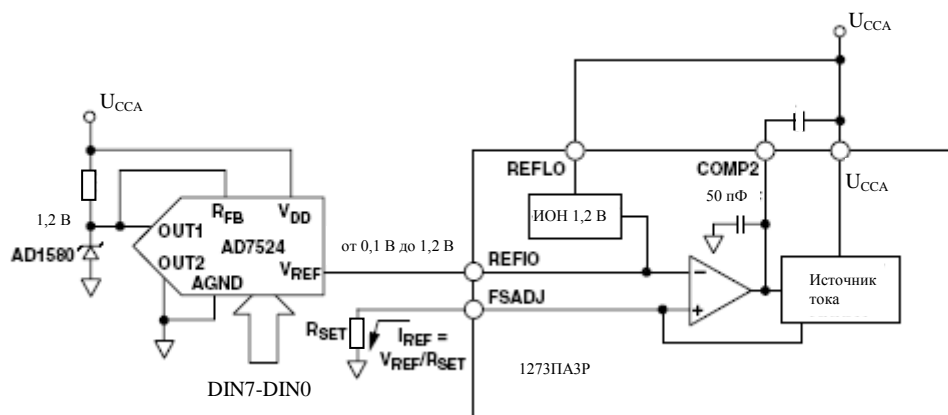 U_CCA
U_CCA
1,2 В
AD1580
OUT1
OUT2
R_FB
V_DD
AD7524
V_REF
AGND
DIN7-DIN0
от 0,1 В до 1,2 В
R_SET
I_REF =
V_REF/R_SET
REFLO
COMP2
U_CCA
50 пФ
ИОН 1,2 В
REFIO
FSADJ
Источник
тока
1273ПА3Р